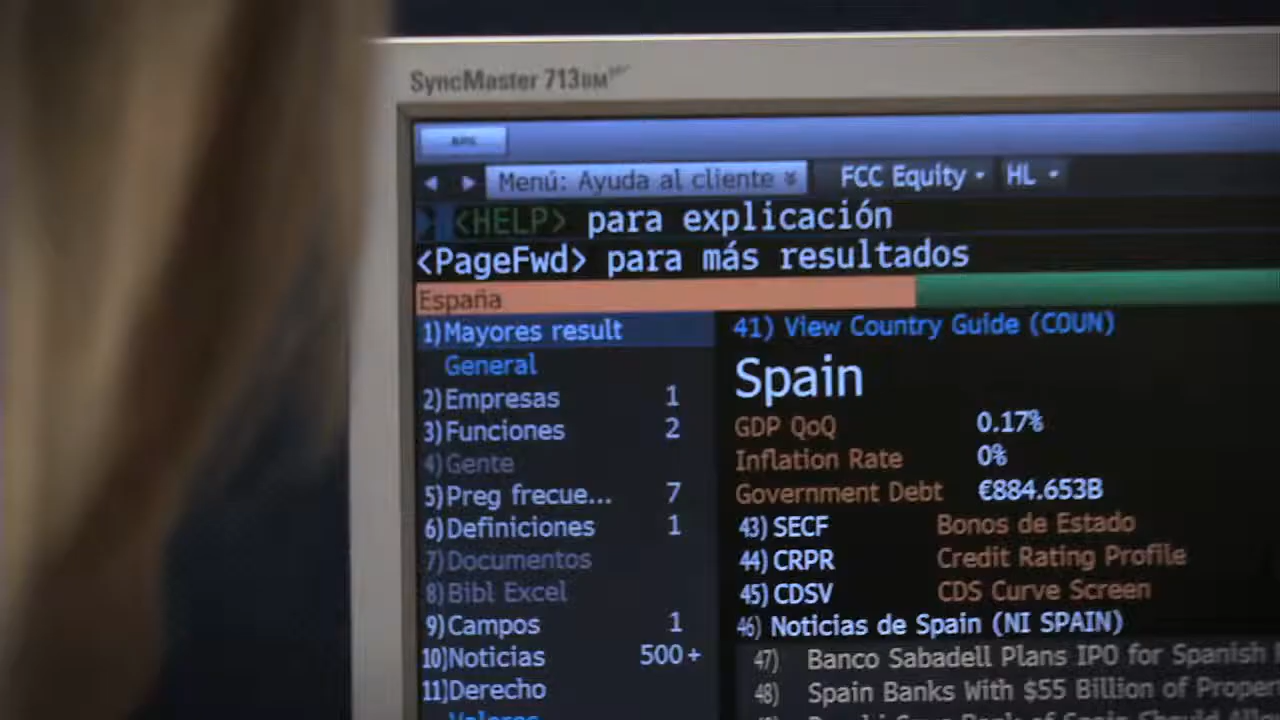 SyncMaster 713BM
Menú: Ayuda al cliente
FCC Equity
HL
<HELP> para explicación
<PageFwd> para más resultados
España
1) Mayores result
41) View Country Guide (COUN)
General
Spain
2) Empresas 1
GDP QoQ 0.17%
3) Funciones 2
Inflation Rate 0%
4) Gente
Government Debt €884.653B
5) Preg frecue... 7
43) SECF Bonos de Estado
6) Definiciones 1
44) CRPR Credit Rating Profile
7) Documentos
45) CDSV CDS Curve Screen
8) Bibl Excel
46) Noticias de Spain (NI SPAIN)
9) Campos 1
47) Banco Sabadell Plans IPO for Spanish
10) Noticias 500+
48) Spain Banks With $55 Billion of Proper
11) Derecho
Valores